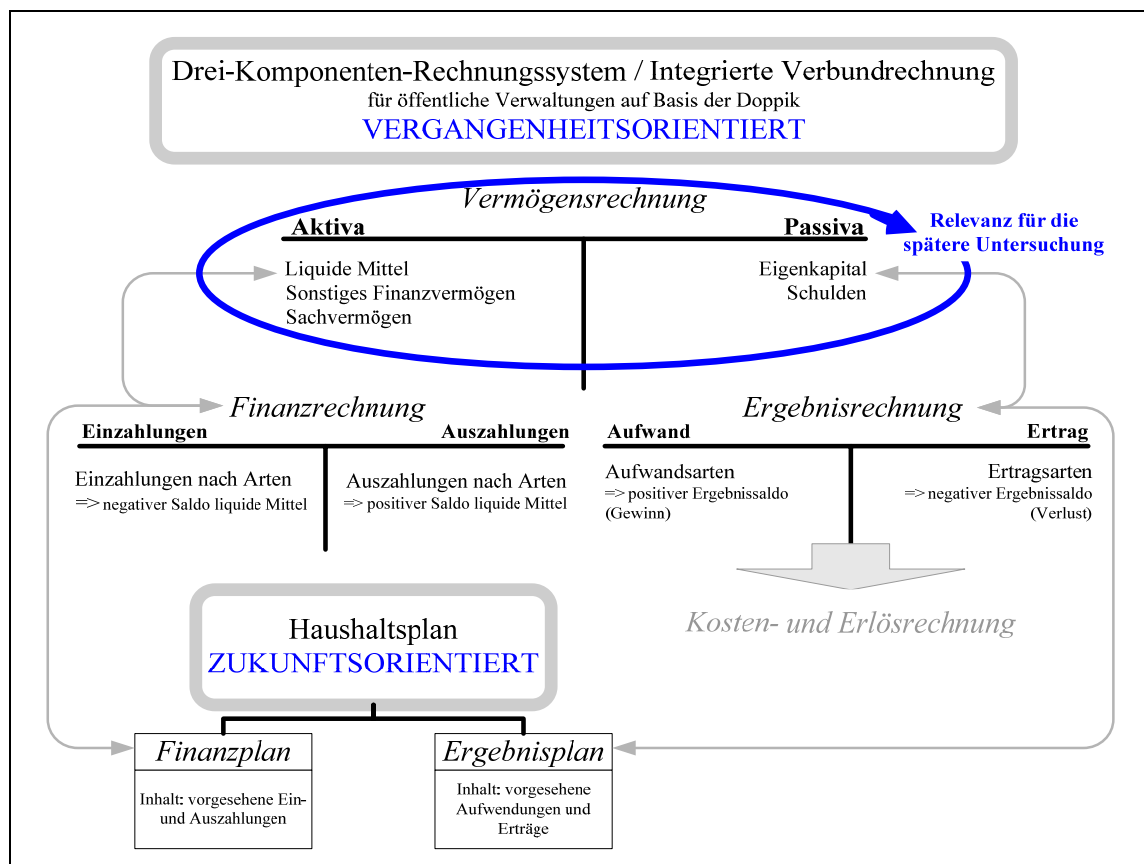 Drei-Komponenten-Rechnungssystem / Integrierte Verbundrechnung
für öffentliche Verwaltungen auf Basis der Doppik
VERGANGENHEITSORIENTIERT
Vermögensrechnung
Aktiva
Passiva
Relevanz für die
spätere Untersuchung
Liquide Mittel
Sonstiges Finanzvermögen
Sachvermögen
Eigenkapital
Schulden
Finanzrechnung
Einzahlungen
Auszahlungen
Einzahlungen nach Arten
=> negativer Saldo liquide Mittel
Auszahlungen nach Arten
=> positiver Saldo liquide Mittel
Ergebnisrechnung
Aufwand
Ertrag
Aufwandsarten
=> positiver Ergebnissaldo
(Gewinn)
Ertragsarten
=> negativer Ergebnissaldo
(Verlust)
Kosten- und Erlösrechnung
Haushaltsplan
ZUKUNFTSORIENTIERT
Finanzplan
Inhalt: vorgesehene Ein-
und Auszahlungen
Ergebnisplan
Inhalt: vorgesehene
Aufwendungen und
Erträge